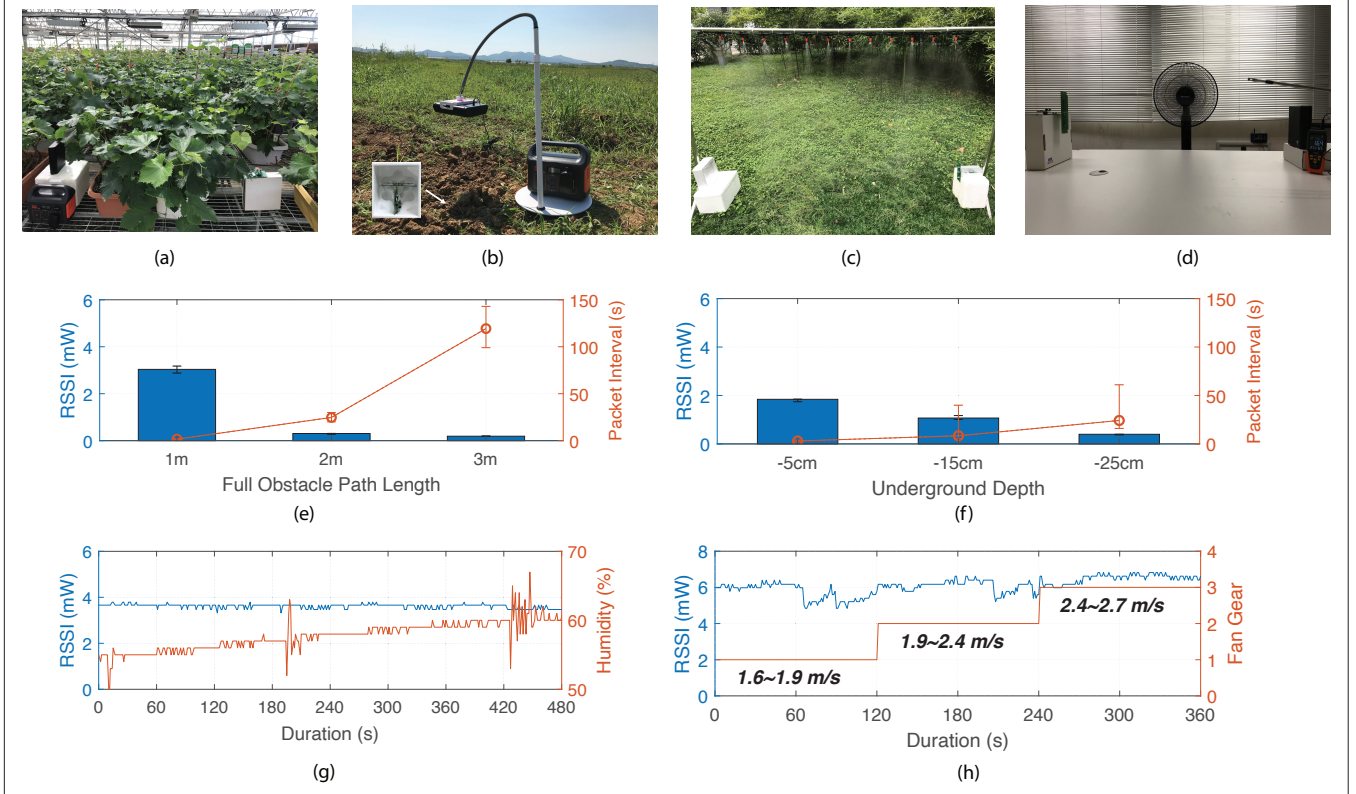 (a)
(b)
(c)
(d)
6
4
2
0
RSSI (mW)
150
100
50
0
Packet Interval (s)
1m
2m
3m
Full Obstacle Path Length
(e)
6
4
2
0
RSSI (mW)
150
100
50
0
Packet Interval (s)
-5cm
-15cm
-25cm
Underground Depth
(f)
6
4
2
0
RSSI (mW)
70
60
50
Humidity (%)
0 60 120 180 240 300 360 420 480
Duration (s)
(g)
8
6
4
2
0
RSSI (mW)
4
3
2
1
0
Fan Gear
1.6~1.9 m/s
1.9~2.4 m/s
2.4~2.7 m/s
0 60 120 180 240 300 360
Duration (s)
(h)